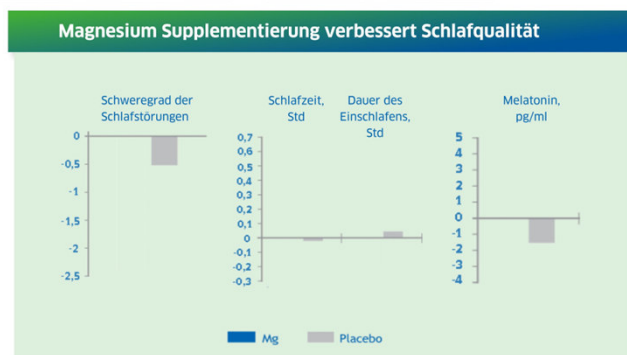 Magnesium Supplementierung verbessert Schlafqualität
Schweregrad der
Schlafstörungen
0
-0,5
-1
-1,5
-2
-2,5
Schlafzeit,
Std
Dauer des
Einschlafens,
Std
0,7
0,6
0,5
0,4
0,3
0,2
0,1
0
-0,1
-0,2
-0,3
Melatonin,
pg/ml
5
4
3
2
1
0
-1
-2
-3
-4
Mg
Placebo